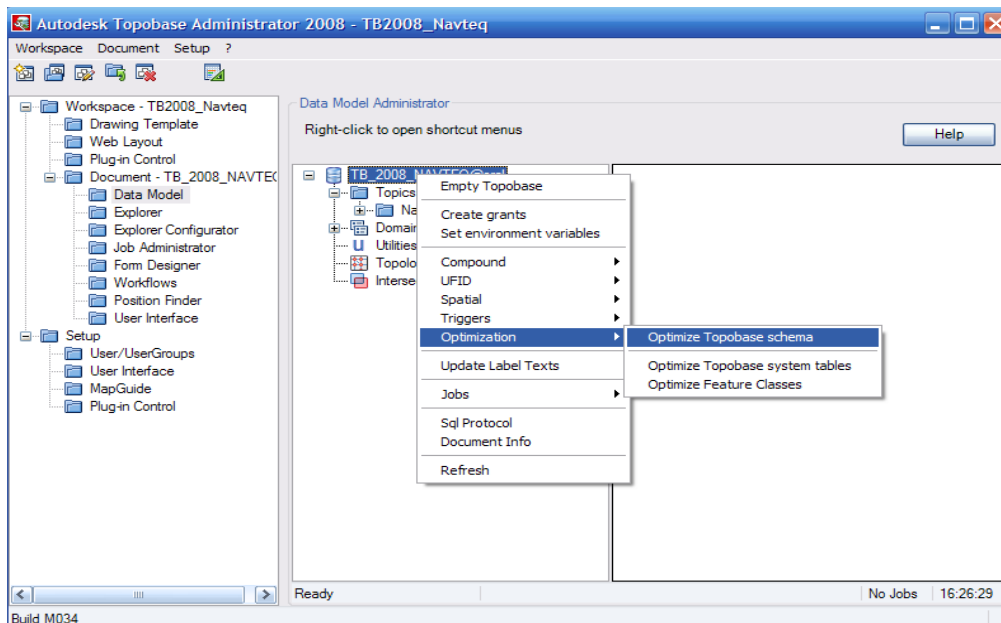 Autodesk Topobase Administrator 2008 - TB2008_Navteq
Workspace Document Setup ?
Workspace - TB2008_Navteq
Drawing Template
Web Layout
Plug-in Control
Document - TB_2008_NAVTEQ
Data Model
Explorer
Explorer Configurator
Job Administrator
Form Designer
Workflows
Position Finder
User Interface
Setup
User/UserGroups
User Interface
MapGuide
Plug-in Control
Data Model Administrator
Right-click to open shortcut menus
Help
TB_2008_NAVTEQ@orcl
Topics
Na
Domain
Utilities
Topolo
Interse
Empty Topobase
Create grants
Set environment variables
Compound
UFID
Spatial
Triggers
Optimization
Update Label Texts
Jobs
Sql Protocol
Document Info
Refresh
Optimize Topobase schema
Optimize Topobase system tables
Optimize Feature Classes
Ready
No Jobs 16:26:29
Build M034